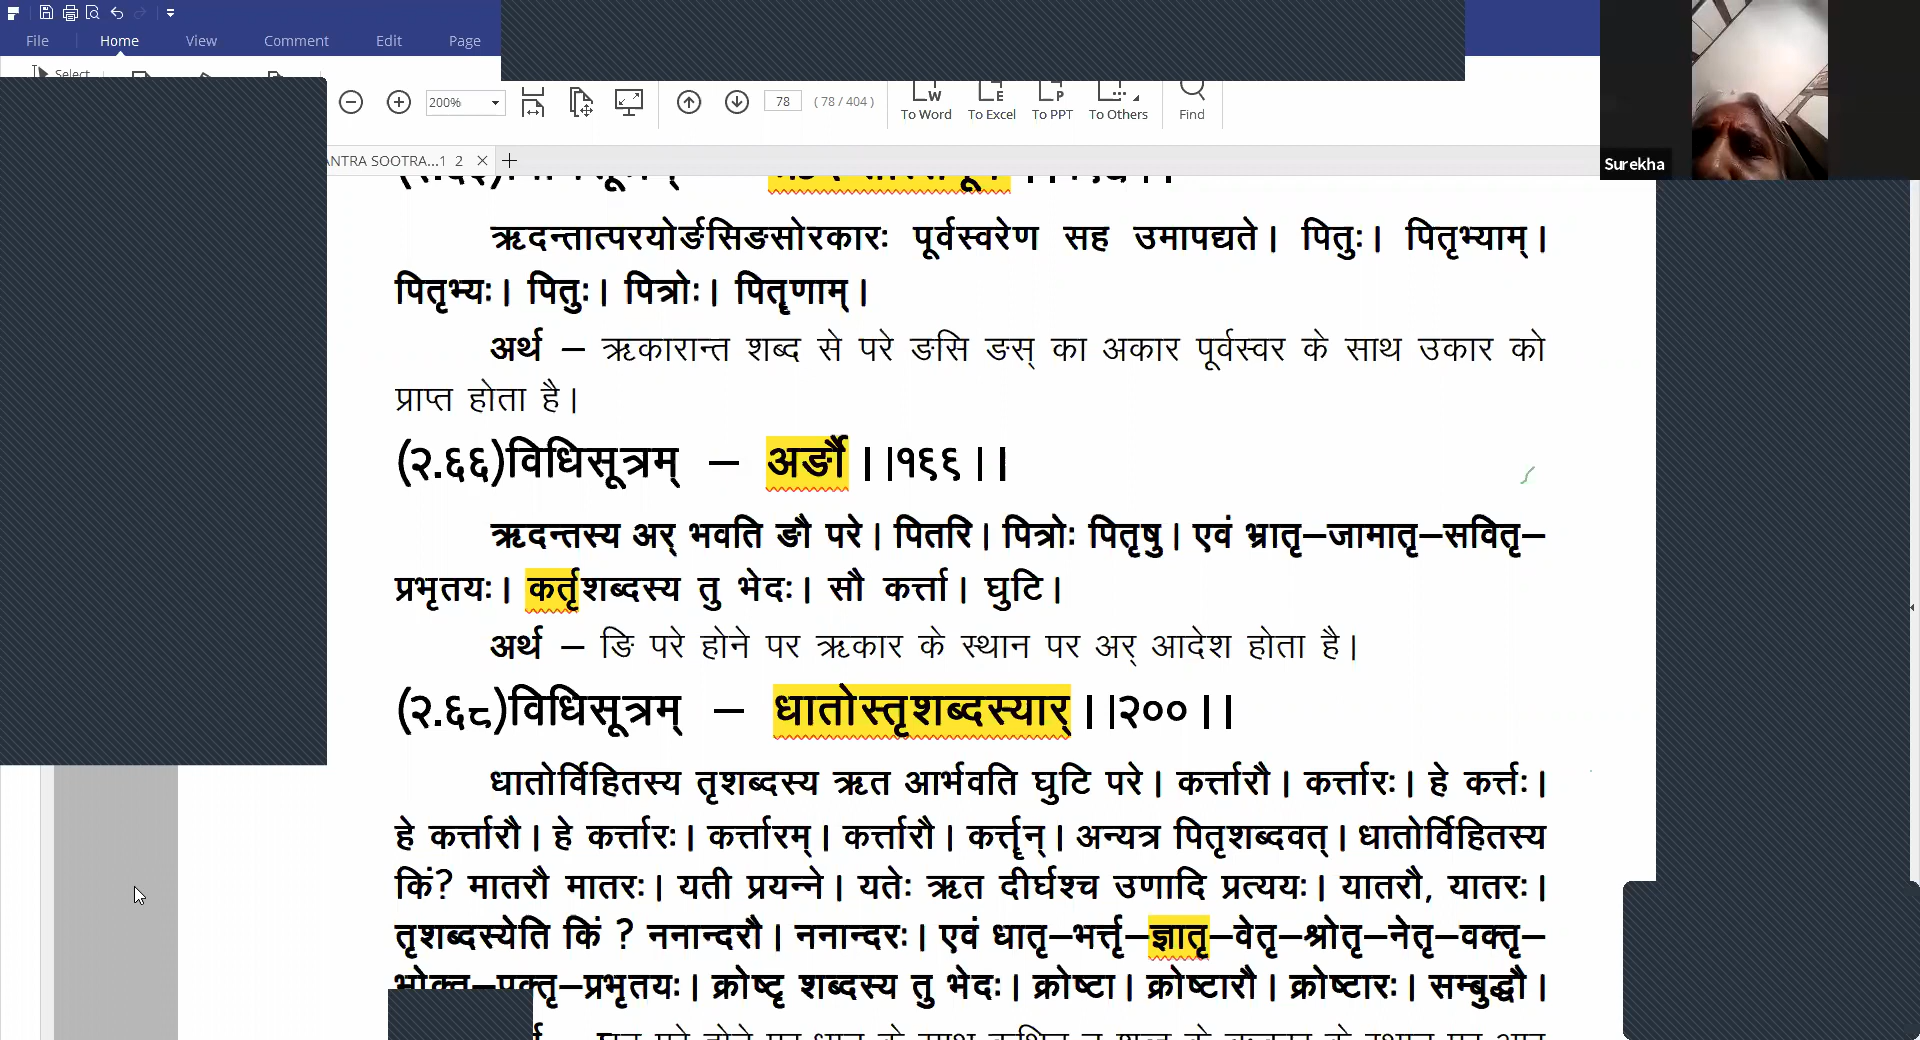 File Home View Comment Edit Page
Select
200% 78 ( 78 / 404 ) To Word To Excel To PPT To Others Find
ANTRA SOOTRA...1 2
Surekha
ऋदन्तात्परयोर्ङसिङसोरकारः पूर्वस्वरेण सह उमापद्यते। पितुः। पितृभ्याम्।
पितृभ्यः। पितुः। पित्रोः। पितॄणाम्।
अर्थ – ऋकारान्त शब्द से परे ङसि ङस् का अकार पूर्वस्वर के साथ उकार को
प्राप्त होता है।
(२.६६)विधिसूत्रम् – अर्ङौ।।१९९।।
ऋदन्तस्य अर् भवति ङौ परे। पितरि। पित्रोः पितृषु। एवं भ्रातृ–जामातृ–सवितृ–
प्रभृतयः। कर्तृशब्दस्य तु भेदः। सौ कर्त्ता। घुटि।
अर्थ – ङि परे होने पर ऋकार के स्थान पर अर् आदेश होता है।
(२.६८)विधिसूत्रम् – धातोस्तृशब्दस्यार्।।२००।।
धातोर्विहितस्य तृशब्दस्य ऋत आर्भवति घुटि परे। कर्त्तारौ। कर्त्तारः। हे कर्त्तः।
हे कर्त्तारौ। हे कर्त्तारः। कर्त्तारम्। कर्त्तारौ। कर्त्तॄन्। अन्यत्र पितृशब्दवत्। धातोर्विहितस्य
किं? मातरौ मातरः। यती प्रयन्ने। यतेः ऋत दीर्घश्च उणादि प्रत्ययः। यातरौ, यातरः।
तृशब्दस्येति किं ? ननान्दरौ। ननान्दरः। एवं धातृ–भर्त्तृ–ज्ञातृ–वेतृ–श्रोतृ–नेतृ–वक्तृ–
भोक्तृ–पक्तृ–प्रभृतयः। क्रोष्टृ शब्दस्य तु भेदः। क्रोष्टा। क्रोष्टारौ। क्रोष्टारः। सम्बुद्धौ।